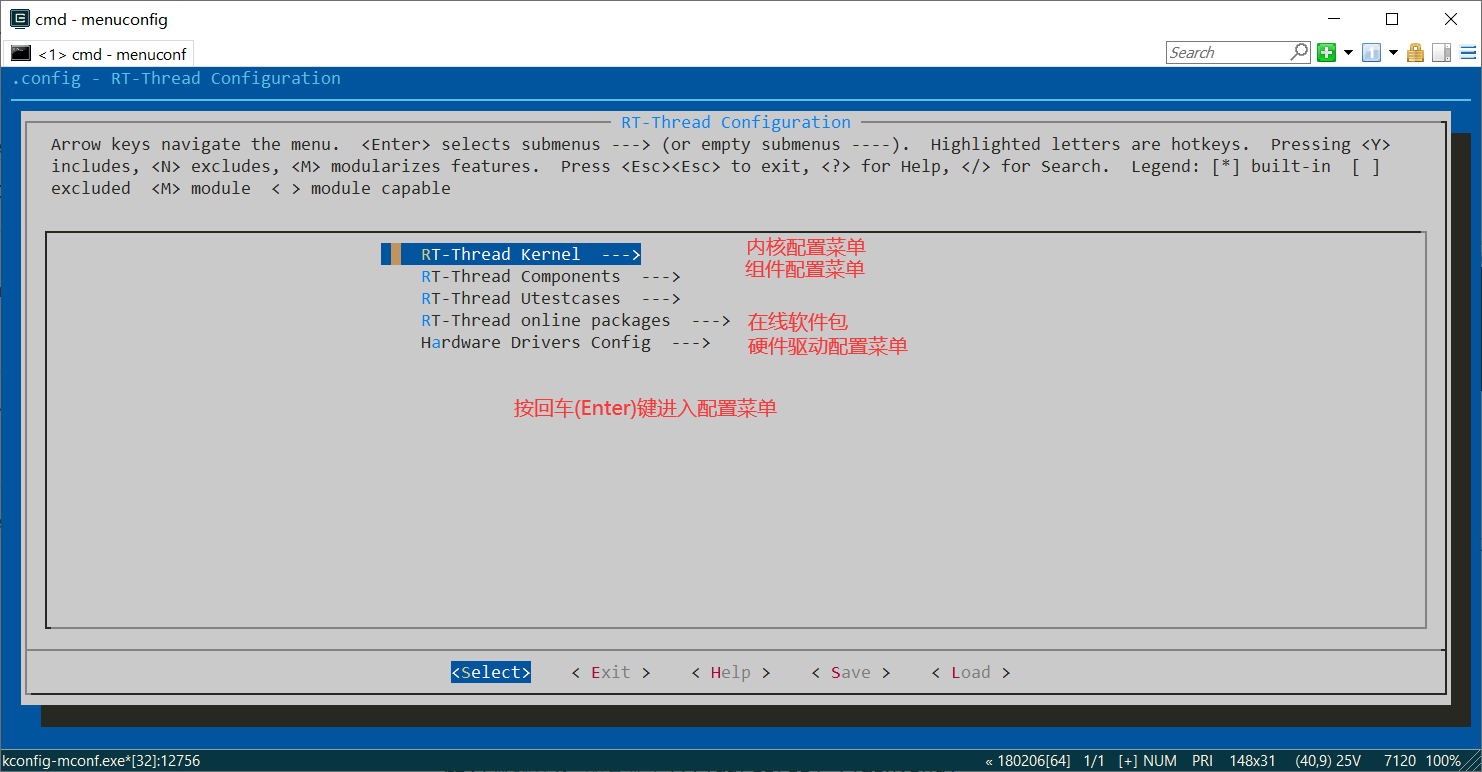 cmd - menuconfig
<1> cmd - menuconf
Search
.config - RT-Thread Configuration
RT-Thread Configuration
Arrow keys navigate the menu.  <Enter> selects submenus ---> (or empty submenus ----).  Highlighted letters are hotkeys.  Pressing <Y>
includes, <N> excludes, <M> modularizes features.  Press <Esc><Esc> to exit, <?> for Help, </> for Search.  Legend: [*] built-in  [ ]
excluded  <M> module  < > module capable
RT-Thread Kernel  --->
内核配置菜单
RT-Thread Components  --->
组件配置菜单
RT-Thread Utestcases  --->
RT-Thread online packages  --->
在线软件包
Hardware Drivers Config  --->
硬件驱动配置菜单
按回车(Enter)键进入配置菜单
<Select>    < Exit >    < Help >    < Save >    < Load >
kconfig-mconf.exe*[32]:12756    « 180206[64]  1/1  [+] NUM  PRI  148x31  (40,9) 25V  7120  100%